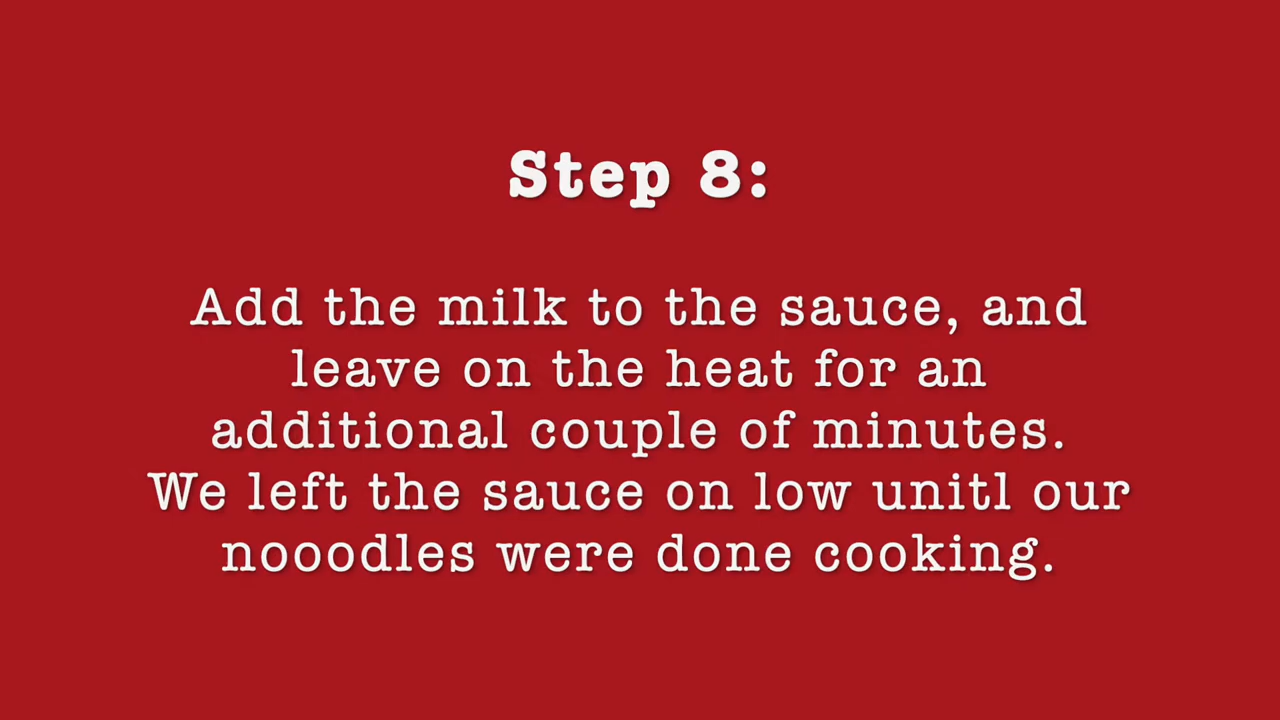 Step 8:
Add the milk to the sauce, and
leave on the heat for an
additional couple of minutes.
We left the sauce on low unitl our
nooodles were done cooking.